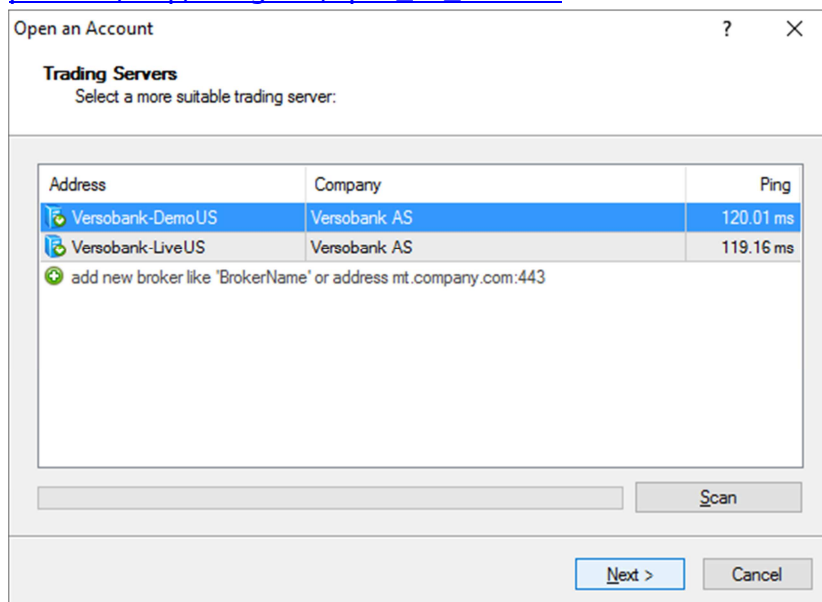 Open an Account ? X
Trading Servers
Select a more suitable trading server:
Address Company Ping
Versobank-DemoUS Versobank AS 120.01 ms
Versobank-LiveUS Versobank AS 119.16 ms
add new broker like 'BrokerName' or address mt.company.com:443
Scan
Next > Cancel